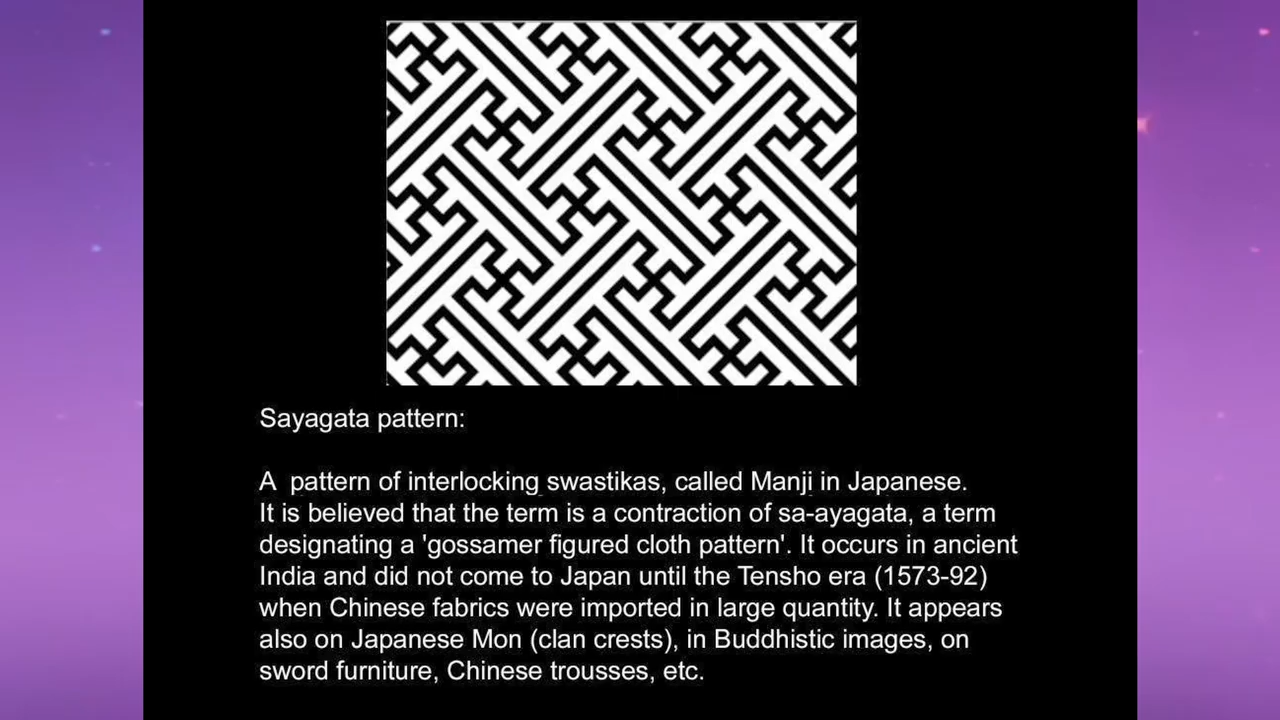 Sayagata pattern:
A pattern of interlocking swastikas, called Manji in Japanese.
It is believed that the term is a contraction of sa-ayagata, a term
designating a 'gossamer figured cloth pattern'. It occurs in ancient
India and did not come to Japan until the Tensho era (1573-92)
when Chinese fabrics were imported in large quantity. It appears
also on Japanese Mon (clan crests), in Buddhistic images, on
sword furniture, Chinese trousses, etc.